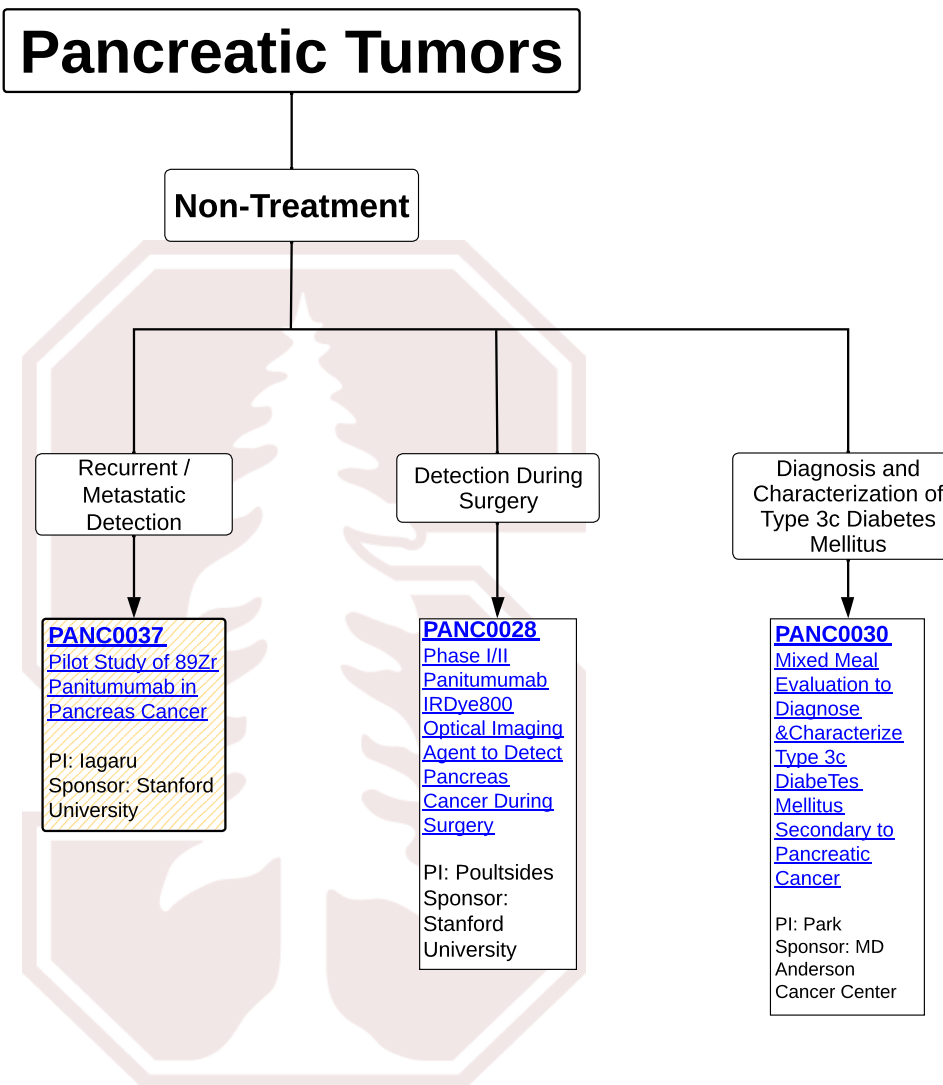 Pancreatic Tumors
Non-Treatment
Recurrent /
Metastatic
Detection
Detection During
Surgery
Diagnosis and
Characterization of
Type 3c Diabetes
Mellitus
PANC0037
Pilot Study of 89Zr
Panitumumab in
Pancreas Cancer
PI: Iagaru
Sponsor: Stanford
University
PANC0028
Phase I/II
Panitumumab
IRDye800
Optical Imaging
Agent to Detect
Pancreas
Cancer During
Surgery
PI: Poultsides
Sponsor:
Stanford
University
PANC0030
Mixed Meal
Evaluation to
Diagnose
&Characterize
Type 3c
DiabeTes
Mellitus
Secondary to
Pancreatic
Cancer
PI: Park
Sponsor: MD
Anderson
Cancer Center